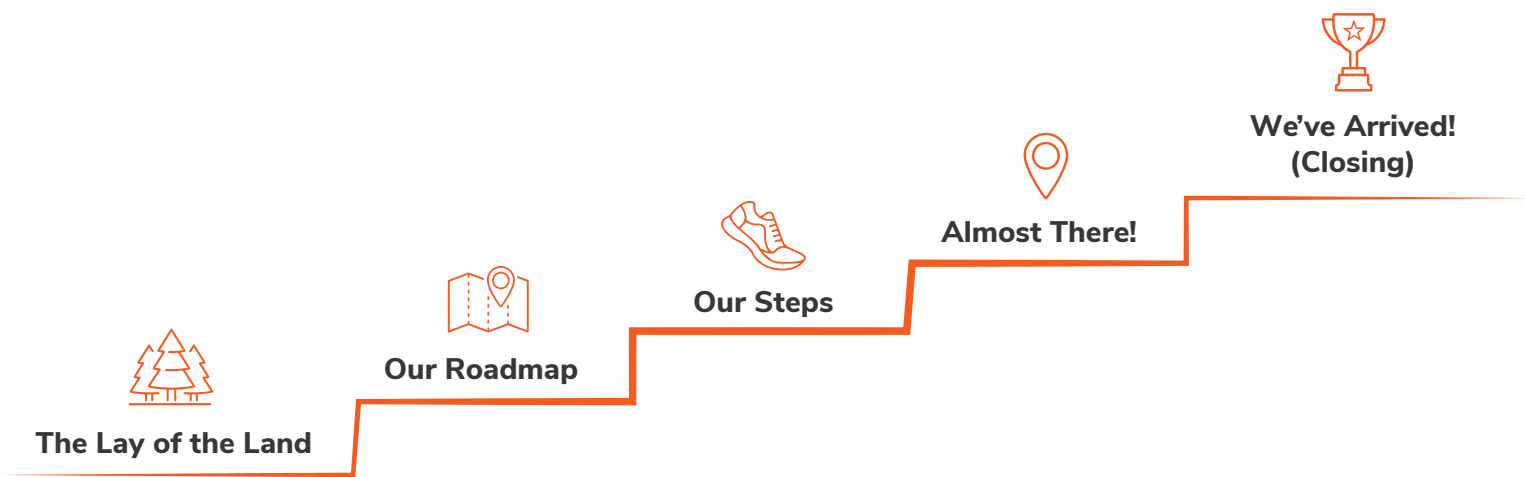 The Lay of the Land
Our Roadmap
Our Steps
Almost There!
We’ve Arrived!
(Closing)